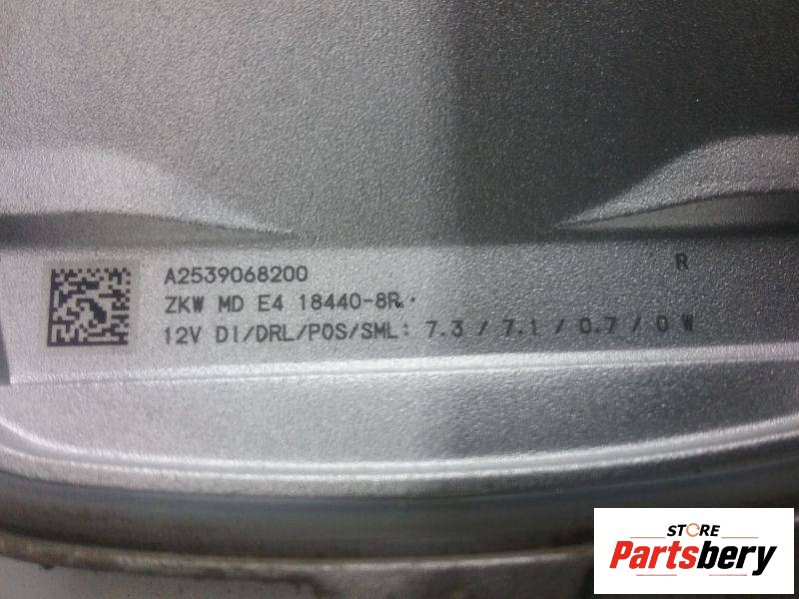 A2539068200
R
ZKW MD E4 18440-8R
12V DI/DRL/POS/SML: 7.3 / 7.1 / 0.7 / 0 W
STORE
Partsbery